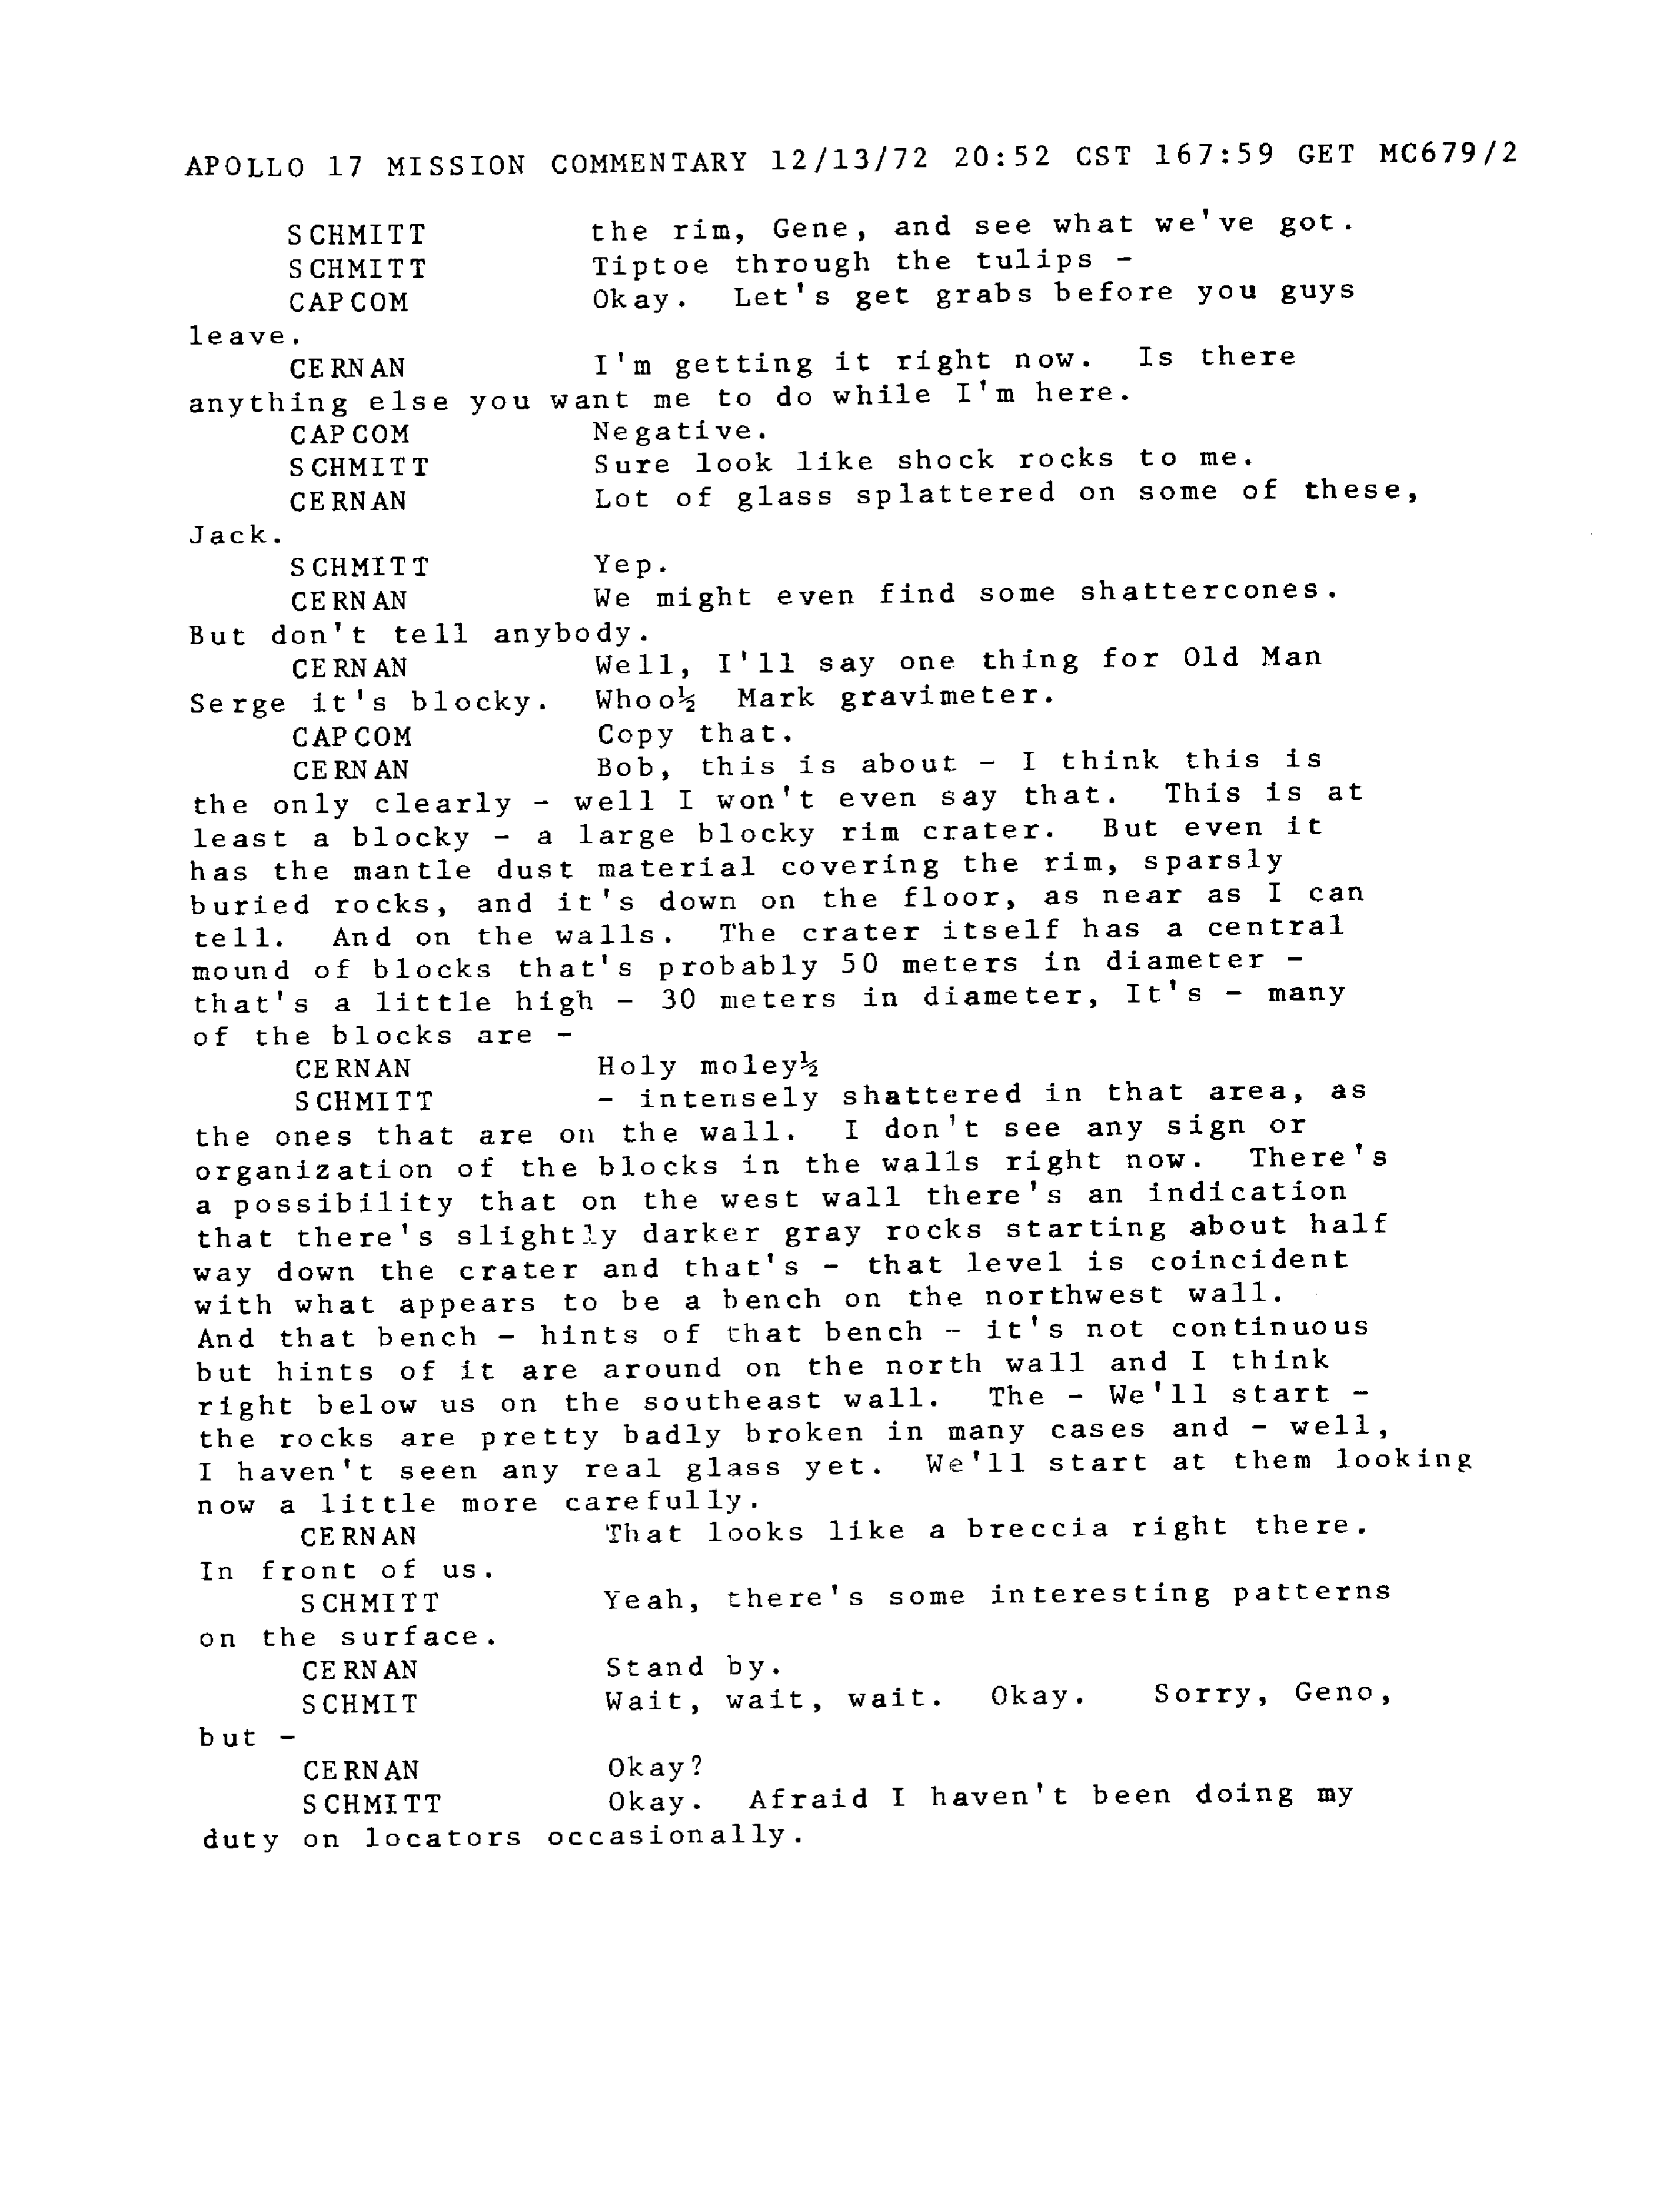 APOLLO 17 MISSION COMMENTARY 12/13/72 20:52 CST 167:59 GET MC679/2
SCHMITT the rim, Gene, and see what we've got.
SCHMITT Tiptoe through the tulips -
CAPCOM Okay. Let's get grabs before you guys
leave.
CERNAN I'm getting it right now. Is there
anything else you want me to do while I'm here.
CAPCOM Negative.
SCHMITT Sure look like shock rocks to me.
CERNAN Lot of glass splattered on some of these,
Jack.
SCHMITT Yep.
CERNAN We might even find some shattercones.
But don't tell anybody.
CERNAN Well, I'll say one thing for Old Man
Serge it's blocky. Whoo½ Mark gravimeter.
CAPCOM Copy that.
CERNAN Bob, this is about - I think this is
the only clearly - well I won't even say that. This is at
least a blocky - a large blocky rim crater. But even it
has the mantle dust material covering the rim, sparsly
buried rocks, and it's down on the floor, as near as I can
tell. And on the walls. The crater itself has a central
mound of blocks that's probably 50 meters in diameter -
that's a little high - 30 meters in diameter, It's - many
of the blocks are -
CERNAN Holy moley½
SCHMITT - intensely shattered in that area, as
the ones that are on the wall. I don't see any sign or
organization of the blocks in the walls right now. There's
a possibility that on the west wall there's an indication
that there's slightly darker gray rocks starting about half
way down the crater and that's - that level is coincident
with what appears to be a bench on the northwest wall.
And that bench - hints of that bench - it's not continuous
but hints of it are around on the north wall and I think
right below us on the southeast wall. The - We'll start -
the rocks are pretty badly broken in many cases and - well,
I haven't seen any real glass yet. We'll start at them looking
now a little more carefully.
CERNAN That looks like a breccia right there.
In front of us.
SCHMITT Yeah, there's some interesting patterns
on the surface.
CERNAN Stand by.
SCHMIT Wait, wait, wait. Okay. Sorry, Geno,
but -
CERNAN Okay?
SCHMITT Okay. Afraid I haven't been doing my
duty on locators occasionally.